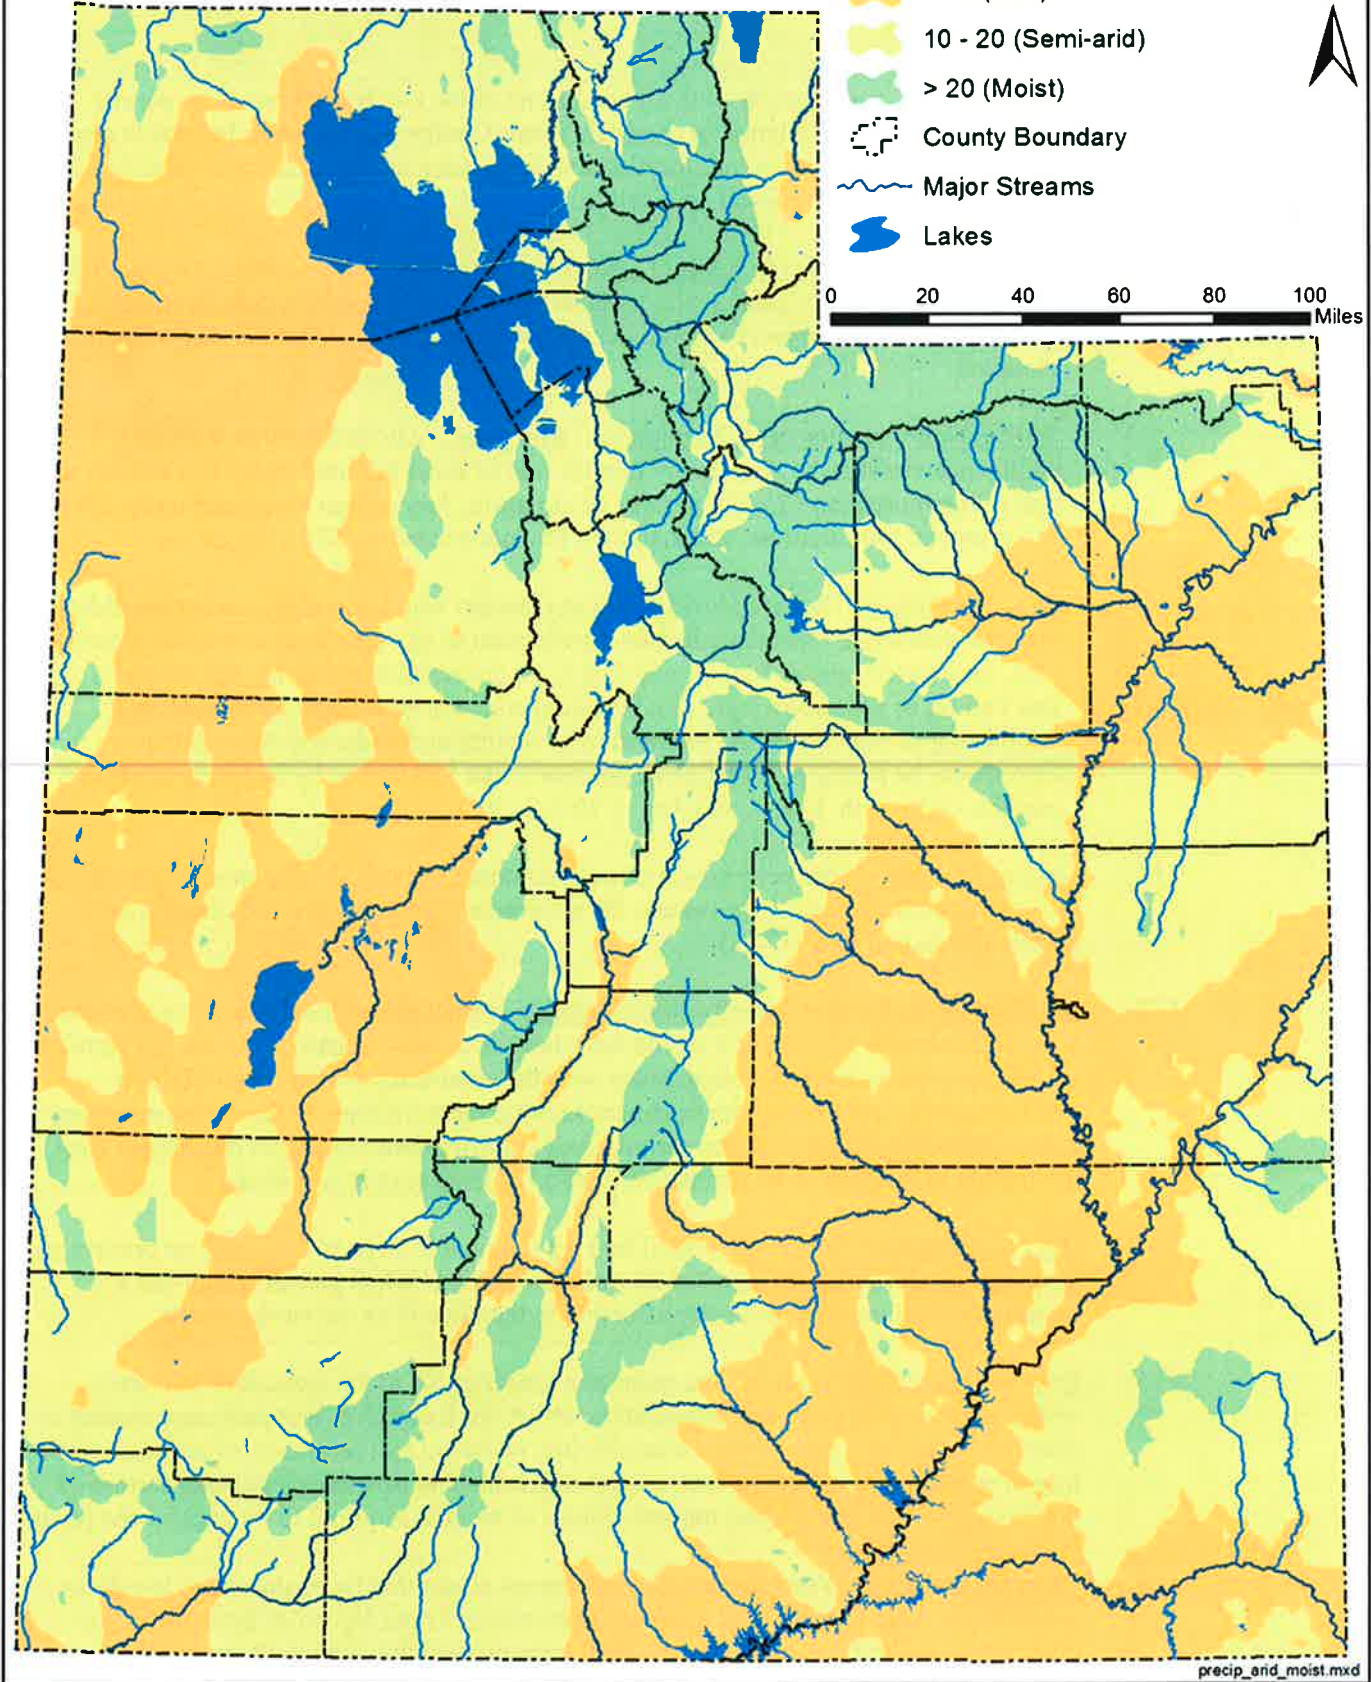 10 - 20 (Semi-arid)
> 20 (Moist)
County Boundary
Major Streams
Lakes
0 20 40 60 80 100
Miles
precip_arid_moist.mxd